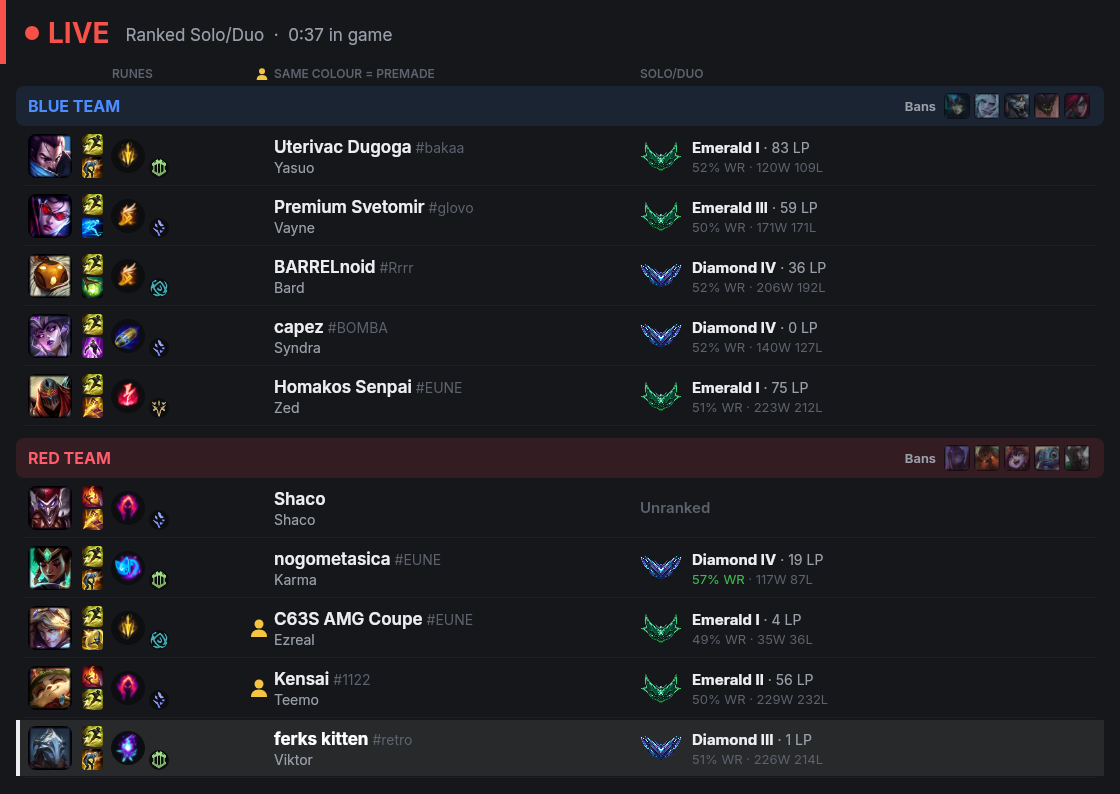 LIVE Ranked Solo/Duo · 0:37 in game
RUNES SAME COLOUR = PREMADE SOLO/DUO
BLUE TEAM Bans
Uterivac Dugoga #bakaa Emerald I · 83 LP
Yasuo 52% WR · 120W 109L
Premium Svetomir #glovo Emerald III · 59 LP
Vayne 50% WR · 171W 171L
BARRELnoid #Rrrr Diamond IV · 36 LP
Bard 52% WR · 206W 192L
capez #BOMBA Diamond IV · 0 LP
Syndra 52% WR · 140W 127L
Homakos Senpai #EUNE Emerald I · 75 LP
Zed 51% WR · 223W 212L
RED TEAM Bans
Shaco Unranked
Shaco
nogometasica #EUNE Diamond IV · 19 LP
Karma 57% WR · 117W 87L
C63S AMG Coupe #EUNE Emerald I · 4 LP
Ezreal 49% WR · 35W 36L
Kensai #1122 Emerald II · 56 LP
Teemo 50% WR · 229W 232L
ferks kitten #retro Diamond III · 1 LP
Viktor 51% WR · 226W 214L